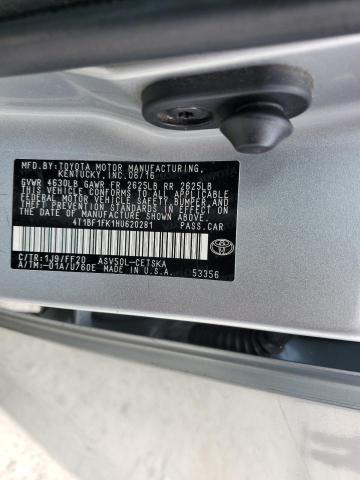 MFD.BY:TOYOTA MOTOR MANUFACTURING,
KENTUCKY,INC.06/16
GVWR 4630LB GAWR FR 2625LB RR 2625LB
THIS VEHICLE CONFORMS TO ALL APPLICABLE
FEDERAL MOTOR VEHICLE SAFETY, BUMPER,
AND THEFT PREVENTION STANDARDS IN EFFECT ON
THE DATE OF MANUFACTURE SHOWN ABOVE.
4T1BF1FK1HU620281 PASS.CAR
C/TR:1J9/FF20 ASV50L-CETSKA
A/TM:-01A/U760E MADE IN U.S.A. 53356
TOYOTA